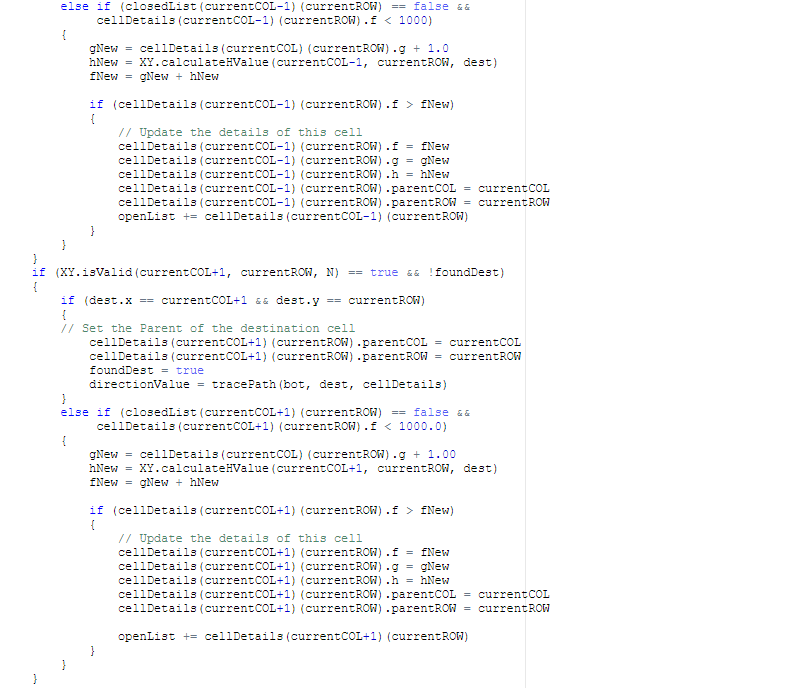 else if (closedList(currentCOL-1)(currentROW) == false &&
cellDetails(currentCOL-1)(currentROW).f < 1000)
{
gNew = cellDetails(currentCOL)(currentROW).g + 1.0
hNew = XY.calculateHValue(currentCOL-1, currentROW, dest)
fNew = gNew + hNew
if (cellDetails(currentCOL-1)(currentROW).f > fNew)
{
// Update the details of this cell
cellDetails(currentCOL-1)(currentROW).f = fNew
cellDetails(currentCOL-1)(currentROW).g = gNew
cellDetails(currentCOL-1)(currentROW).h = hNew
cellDetails(currentCOL-1)(currentROW).parentCOL = currentCOL
cellDetails(currentCOL-1)(currentROW).parentROW = currentROW
openList += cellDetails(currentCOL-1)(currentROW)
}
}
}
if (XY.isValid(currentCOL+1, currentROW, N) == true && !foundDest)
{
if (dest.x == currentCOL+1 && dest.y == currentROW)
{
// Set the Parent of the destination cell
cellDetails(currentCOL+1)(currentROW).parentCOL = currentCOL
cellDetails(currentCOL+1)(currentROW).parentROW = currentROW
foundDest = true
directionValue = tracePath(bot, dest, cellDetails)
}
else if (closedList(currentCOL+1)(currentROW) == false &&
cellDetails(currentCOL+1)(currentROW).f < 1000.0)
{
gNew = cellDetails(currentCOL)(currentROW).g + 1.00
hNew = XY.calculateHValue(currentCOL+1, currentROW, dest)
fNew = gNew + hNew
if (cellDetails(currentCOL+1)(currentROW).f > fNew)
{
// Update the details of this cell
cellDetails(currentCOL+1)(currentROW).f = fNew
cellDetails(currentCOL+1)(currentROW).g = gNew
cellDetails(currentCOL+1)(currentROW).h = hNew
cellDetails(currentCOL+1)(currentROW).parentCOL = currentCOL
cellDetails(currentCOL+1)(currentROW).parentROW = currentROW
openList += cellDetails(currentCOL+1)(currentROW)
}
}
}